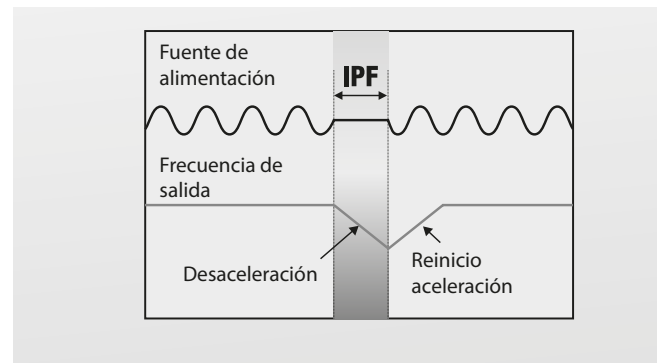 Fuente de
alimentación
IPF
Frecuencia de
salida
Desaceleración
Reinicio
aceleración